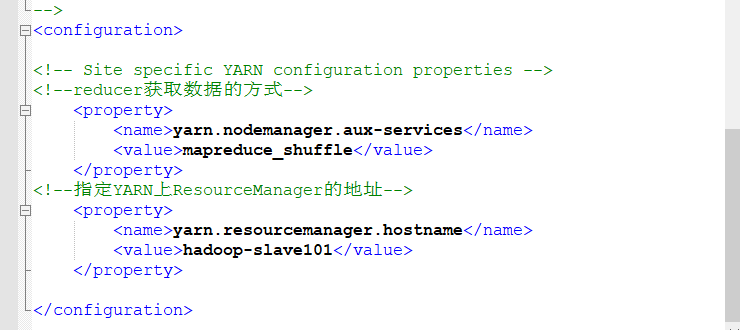 -->
<configuration>
<!-- Site specific YARN configuration properties -->
<!--reducer获取数据的方式-->
<property>
<name>yarn.nodemanager.aux-services</name>
<value>mapreduce_shuffle</value>
</property>
<!--指定YARN上ResourceManager的地址-->
<property>
<name>yarn.resourcemanager.hostname</name>
<value>hadoop-slave101</value>
</property>
</configuration>